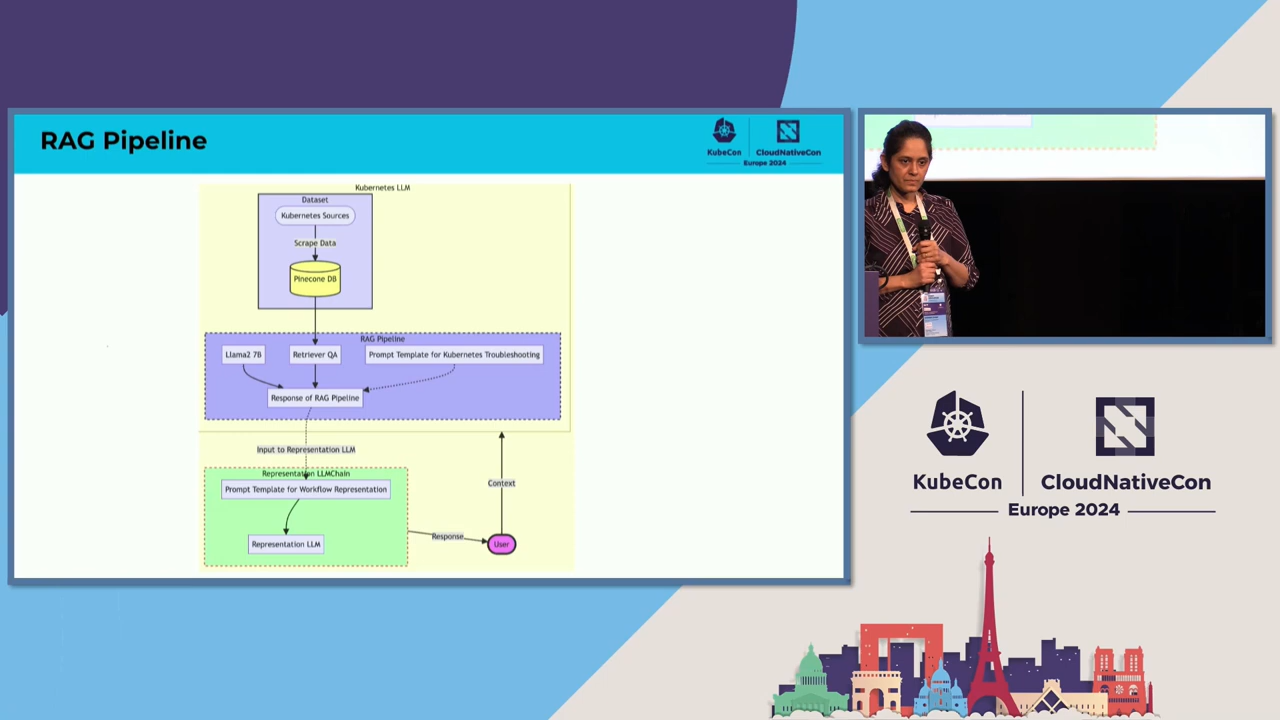 RAG Pipeline
KubeCon
CloudNativeCon
Europe 2024
Kubernetes LLM
Dataset
Kubernetes Sources
Scrape Data
Pinecone DB
RAG Pipeline
Llama2 7B
Retriever QA
Prompt Template for Kubernetes Troubleshooting
Response of RAG Pipeline
Input to Representation LLM
Representation LLMChain
Prompt Template for Workflow Representation
Representation LLM
Context
Response
User
KubeCon
CloudNativeCon
Europe 2024